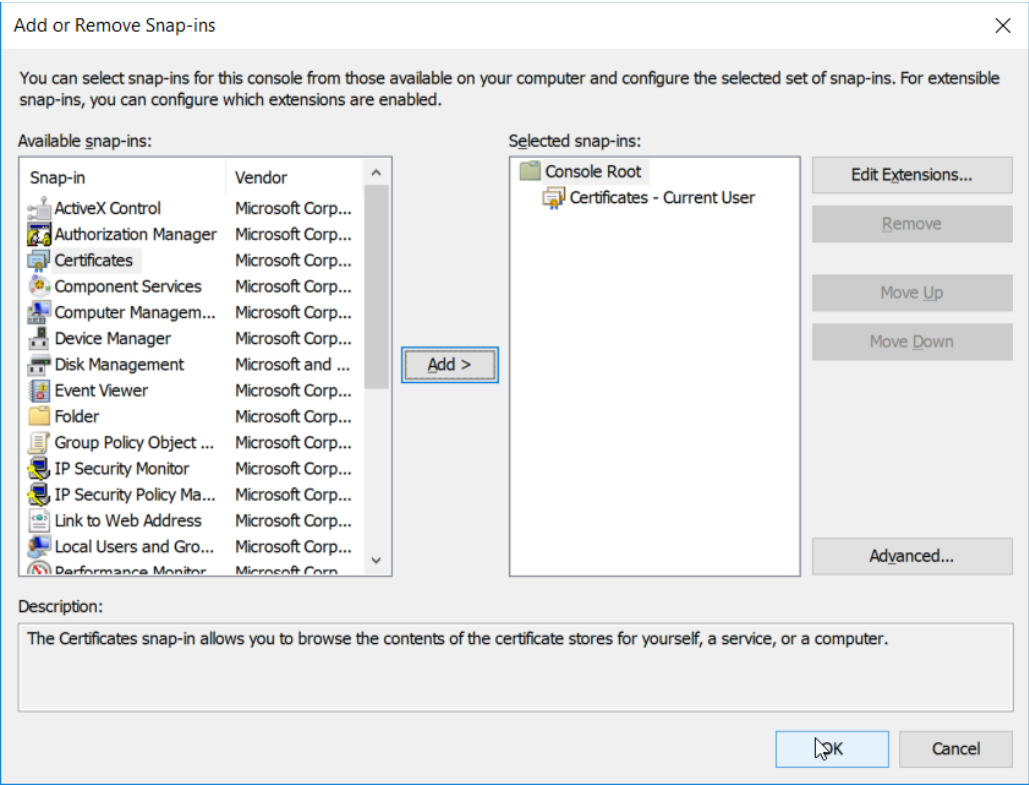 Add or Remove Snap-ins
You can select snap-ins for this console from those available on your computer and configure the selected set of snap-ins. For extensible
snap-ins, you can configure which extensions are enabled.
Available snap-ins:
Snap-in Vendor
ActiveX Control Microsoft Corp...
Authorization Manager Microsoft Corp...
Certificates Microsoft Corp...
Component Services Microsoft Corp...
Computer Managem... Microsoft Corp...
Device Manager Microsoft Corp...
Disk Management Microsoft and ...
Event Viewer Microsoft Corp...
Folder Microsoft Corp...
Group Policy Object ... Microsoft Corp...
IP Security Monitor Microsoft Corp...
IP Security Policy Ma... Microsoft Corp...
Link to Web Address Microsoft Corp...
Local Users and Gro... Microsoft Corp...
Performance Monitor Microsoft Corp...
Add >
Selected snap-ins:
Console Root
Certificates - Current User
Edit Extensions...
Remove
Move Up
Move Down
Advanced...
Description:
The Certificates snap-in allows you to browse the contents of the certificate stores for yourself, a service, or a computer.
OK
Cancel